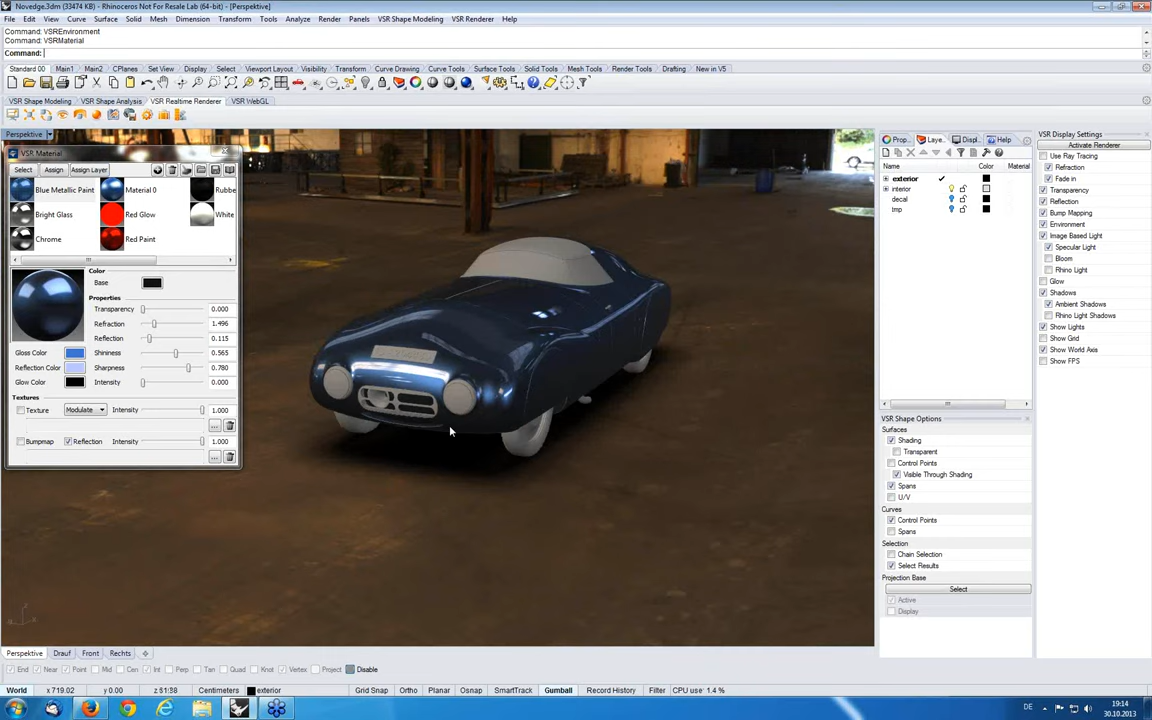 Novedge.3dm (33474 KB) - Rhinoceros Not For Resale Lab (64-bit) - [Perspektive]
File Edit View Curve Surface Solid Mesh Dimension Transform Tools Analyze Render Panels VSR Shape Modeling VSR Renderer Help
Command: VSREnvironment
Command: VSRMaterial
Command:
Standard 00 Main1 Main2 CPlanes Set View Display Select Viewport Layout Visibility Transform Curve Drawing Curve Tools Surface Tools Solid Tools Mesh Tools Render Tools Drafting New in V5
VSR Shape Modeling VSR Shape Analysis VSR Realtime Renderer VSR WebGL
Perspektive
VSR Material
Select Assign Assign Layer
Blue Metallic Paint Material 0 Rubbe
Bright Glass Red Glow White
Chrome Red Paint
Color
Base
Properties
Transparency 0.000
Refraction 1.496
Reflection 0.115
Gloss Color Shininess 0.565
Reflection Color Sharpness 0.780
Glow Color Intensity 0.000
Textures
Texture Modulate Intensity 1.000
...
Bumpmap Reflection Intensity 1.000
...
Prop... Laye... Displ... Help
Name Color Material
exterior
interior
decal
tmp
VSR Shape Options
Surfaces
Shading
Transparent
Control Points
Visible Through Shading
Spans
U/V
Curves
Control Points
Spans
Selection
Chain Selection
Select Results
Projection Base
Select
Active
Display
VSR Display Settings
Activate Renderer
Use Ray Tracing
Refraction
Fade in
Transparency
Reflection
Bump Mapping
Environment
Image Based Light
Specular Light
Bloom
Rhino Light
Glow
Shadows
Ambient Shadows
Rhino Light Shadows
Show Lights
Show Grid
Show World Axis
Show FPS
Perspektive Drauf Front Rechts
End Near Point Mid Cen Int Perp Tan Quad Knot Vertex Project Disable
World x 719.02 y 0.00 z 51:38 Centimeters exterior Grid Snap Ortho Planar Osnap SmartTrack Gumball Record History Filter CPU use: 1.4 %
DE 19:14
30.10.2013